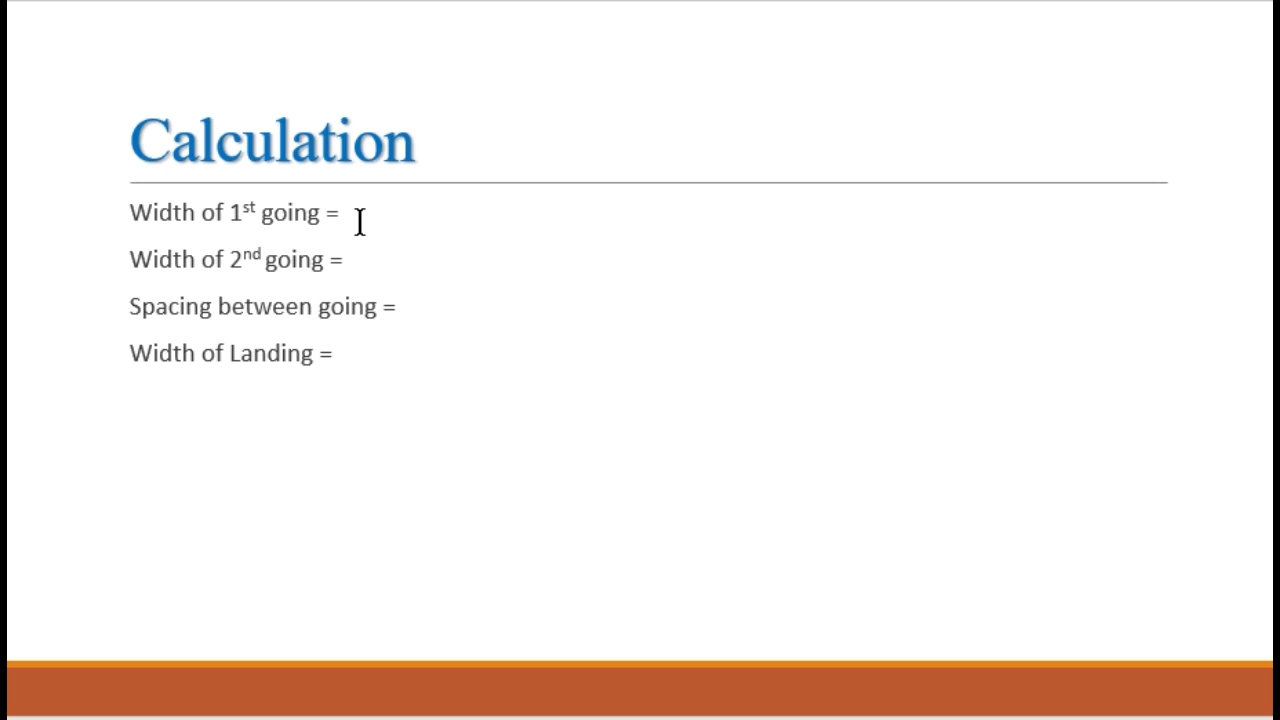 Calculation
Width of 1st going =
Width of 2nd going =
Spacing between going =
Width of Landing =